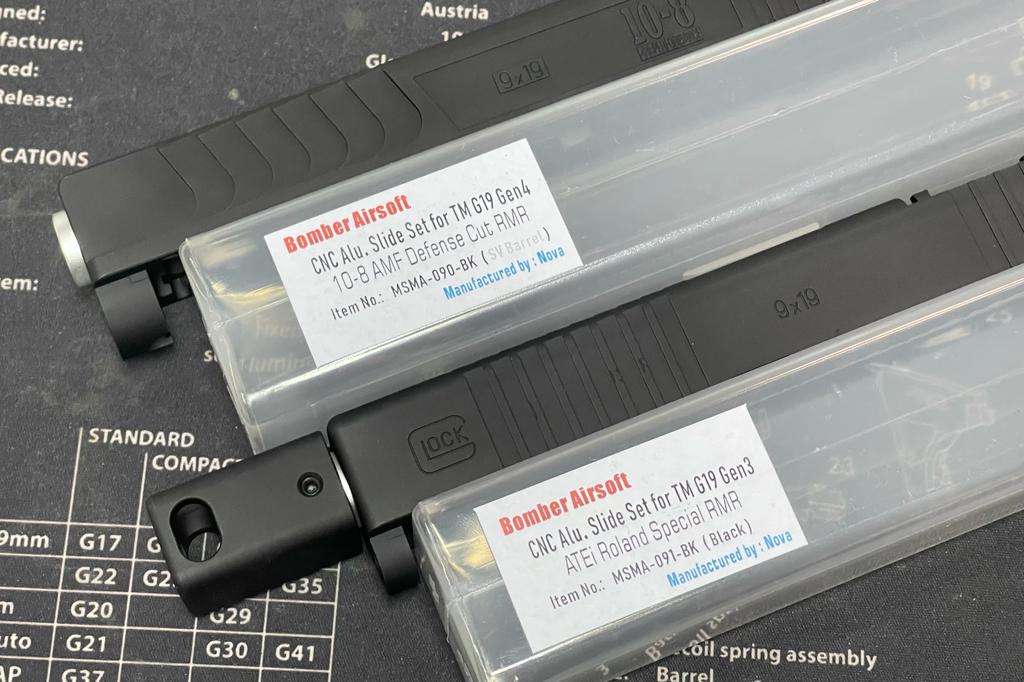 Austria
Release:
CATIONS
10-8
PERFORMANCE
9x19
Bomber Airsoft
CNC Alu. Slide Set for TM G19 Gen4
10-8 AMF Defense Cut RMR
Item No.: MSMA-090-BK (SV Barrel)
Manufactured by : Nova
9x19
GLOCK
Bomber Airsoft
CNC Alu. Slide Set for TM G19 Gen3
ATEi Roland Special RMR
Item No.: MSMA-091-BK (Black)
Manufactured by : Nova
STANDARD
COMPACT
9mm G17
G22 G35
G20 G29
G21 G30 G41
G37
coil spring assembly
Barrel